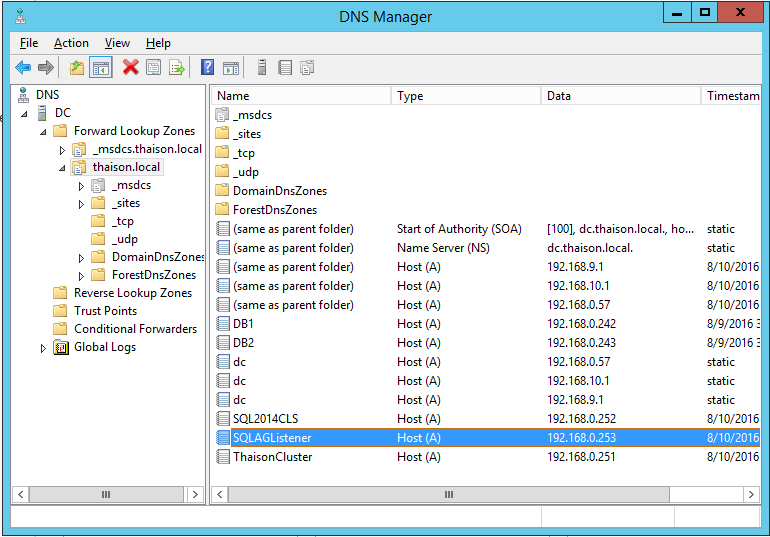 DNS Manager
File Action View Help
DNS
DC
Forward Lookup Zones
_msdcs.thaison.local
thaison.local
_msdcs
_sites
_tcp
_udp
DomainDnsZones
ForestDnsZones
Reverse Lookup Zones
Trust Points
Conditional Forwarders
Global Logs
Name Type Data Timestam
_msdcs
_sites
_tcp
_udp
DomainDnsZones
ForestDnsZones
(same as parent folder) Start of Authority (SOA) [100], dc.thaison.local., ho... static
(same as parent folder) Name Server (NS) dc.thaison.local. static
(same as parent folder) Host (A) 192.168.9.1 8/10/2016
(same as parent folder) Host (A) 192.168.10.1 8/10/2016
(same as parent folder) Host (A) 192.168.0.57 8/10/2016
DB1 Host (A) 192.168.0.242 8/9/2016 3
DB2 Host (A) 192.168.0.243 8/9/2016 3
dc Host (A) 192.168.0.57 static
dc Host (A) 192.168.10.1 static
dc Host (A) 192.168.9.1 static
SQL2014CLS Host (A) 192.168.0.252 8/10/2016
SQLAGListener Host (A) 192.168.0.253 8/10/2016
ThaisonCluster Host (A) 192.168.0.251 8/10/2016